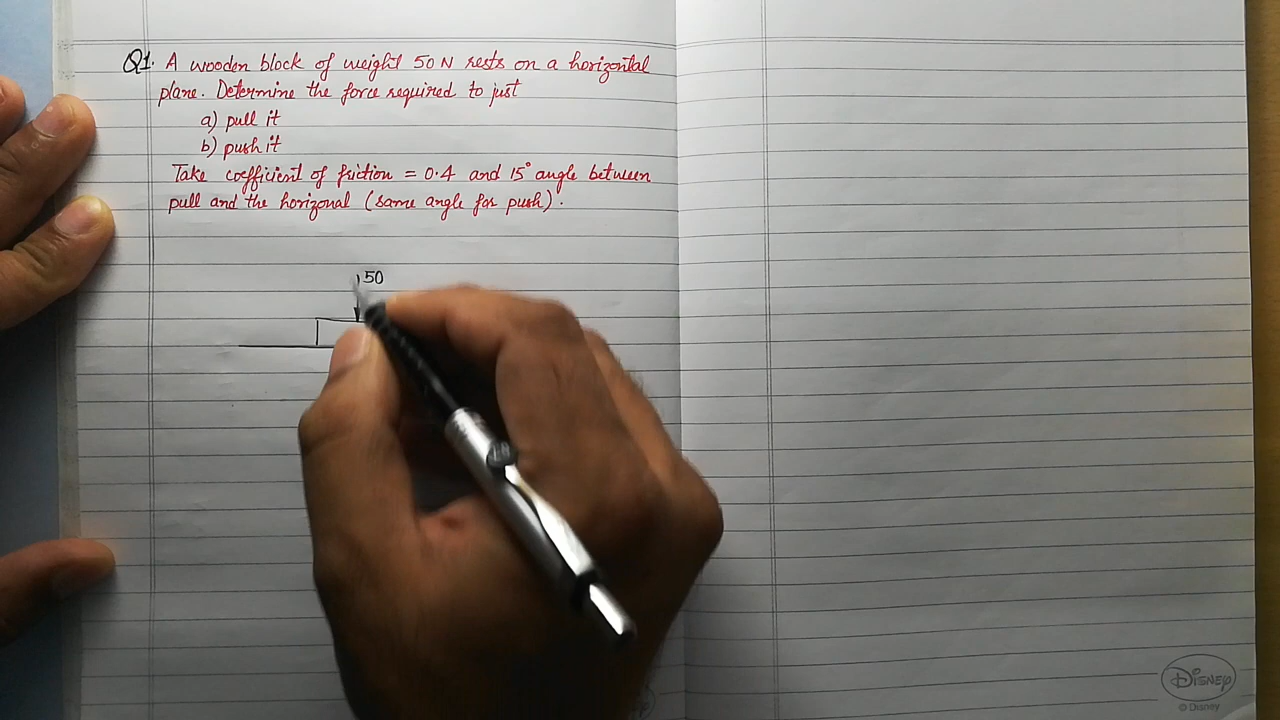 Q1. A wooden block of weight 50 N rests on a horizontal
plane. Determine the force required to just
a) pull it
b) push it
Take coefficient of friction = 0.4 and 15° angle between
pull and the horizonal (same angle for push).
50
DISNEY
© Disney